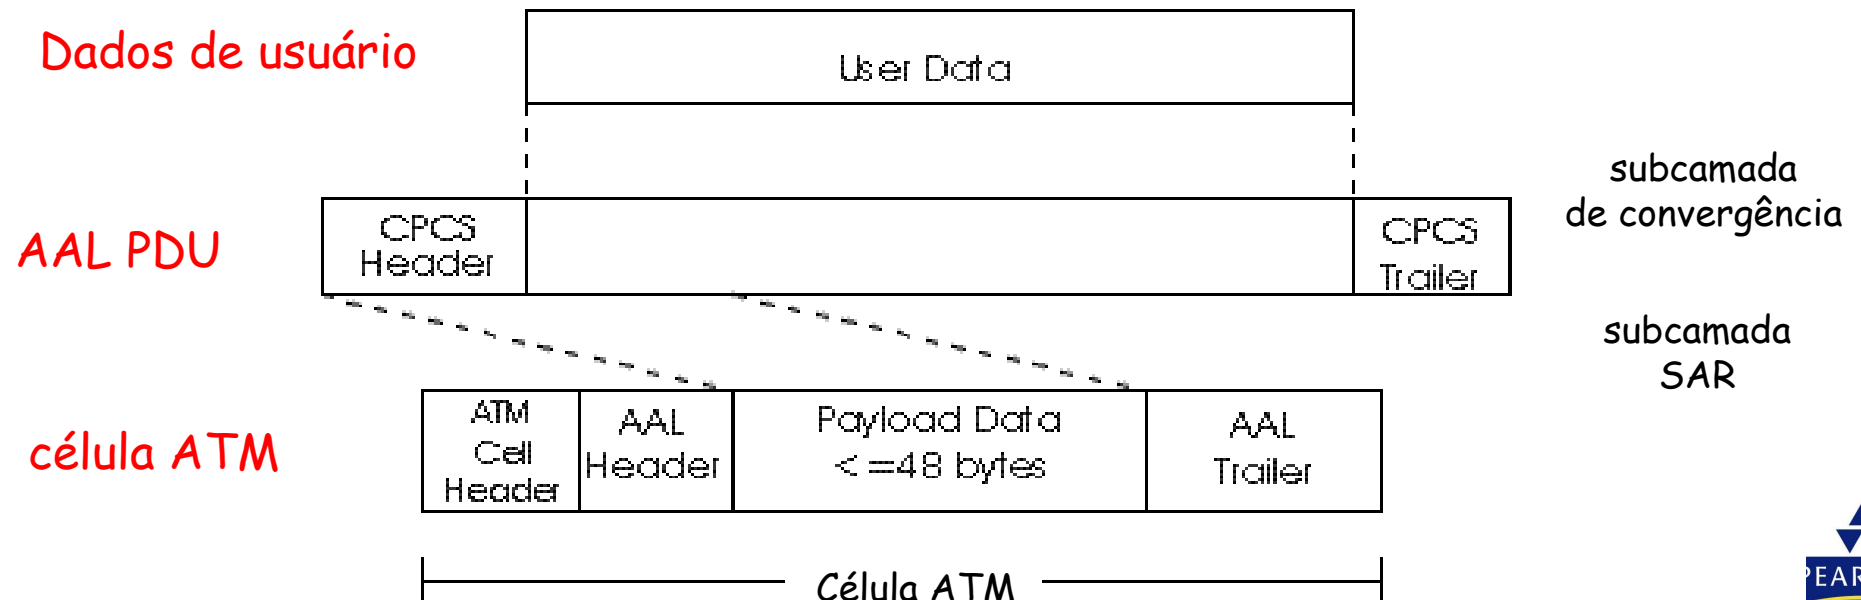 Dados de usuário
User Data
subcamada
de convergência
AAL PDU
CPCS
Header
CPCS
Trailer
subcamada
SAR
célula ATM
ATM
Cell
Header
AAL
Header
Payload Data
<=48 bytes
AAL
Trailer
Célula ATM